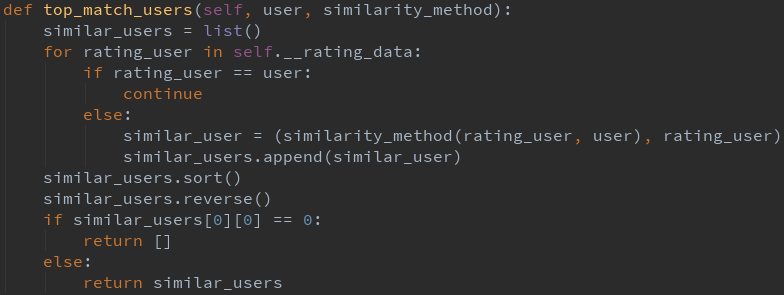 def top_match_users(self, user, similarity_method):
    similar_users = list()
    for rating_user in self.__rating_data:
        if rating_user == user:
            continue
        else:
            similar_user = (similarity_method(rating_user, user), rating_user)
            similar_users.append(similar_user)
    similar_users.sort()
    similar_users.reverse()
    if similar_users[0][0] == 0:
        return []
    else:
        return similar_users